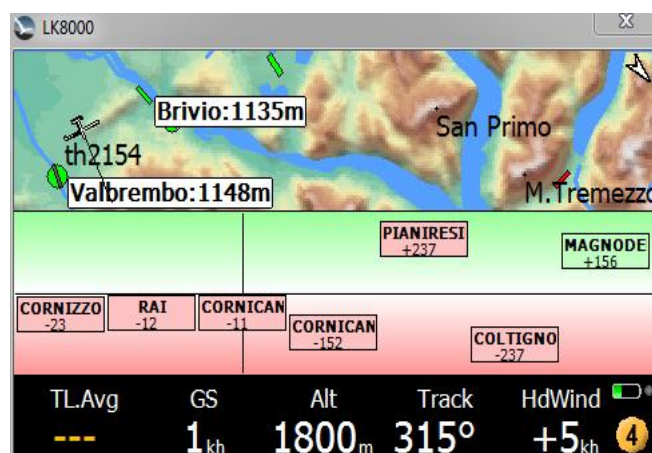 LK8000
X
Brivio:1135m
San Primo
th2154
Valbrembo:1148m
M.Tremezzo
PIANIRESI
+237
MAGNODE
+156
CORNIZZO
-23
RAI
-12
CORNICAN
-11
CORNICAN
-152
COLTIGNO
-237
TL.Avg GS Alt Track HdWind
--- 1kh 1800m 315° +5kh 4